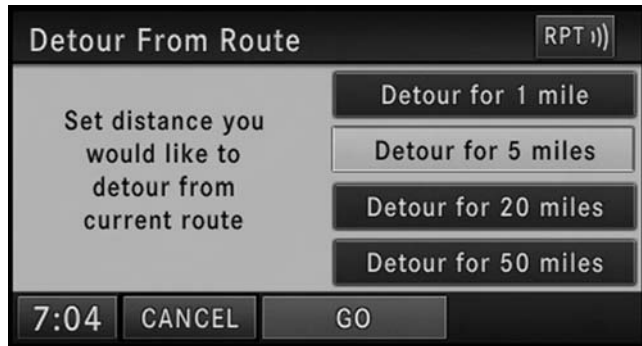 Detour From Route
RPT
Set distance you
would like to
detour from
current route
Detour for 1 mile
Detour for 5 miles
Detour for 20 miles
Detour for 50 miles
7:04
CANCEL
GO